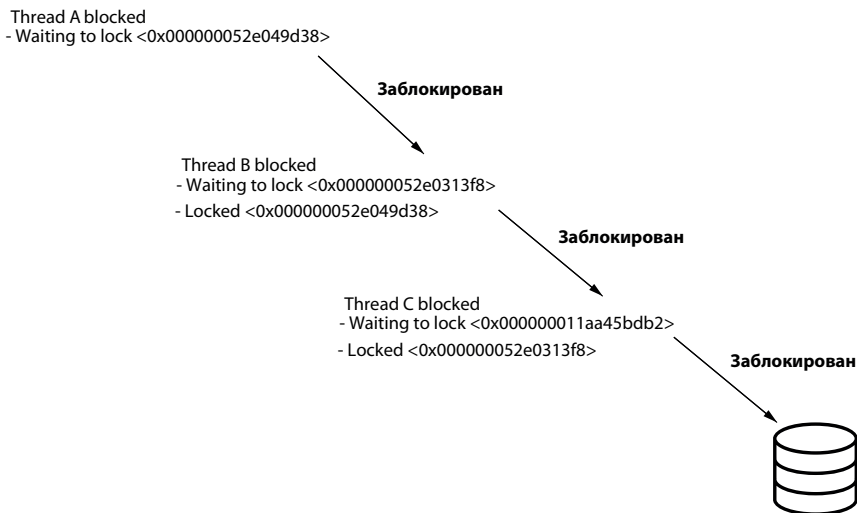 Thread A blocked
- Waiting to lock <0x000000052e049d38>
Заблокирован
Thread B blocked
- Waiting to lock <0x000000052e0313f8>
- Locked <0x000000052e049d38>
Заблокирован
Thread C blocked
- Waiting to lock <0x000000011aa45bdb2>
- Locked <0x000000052e0313f8>
Заблокирован